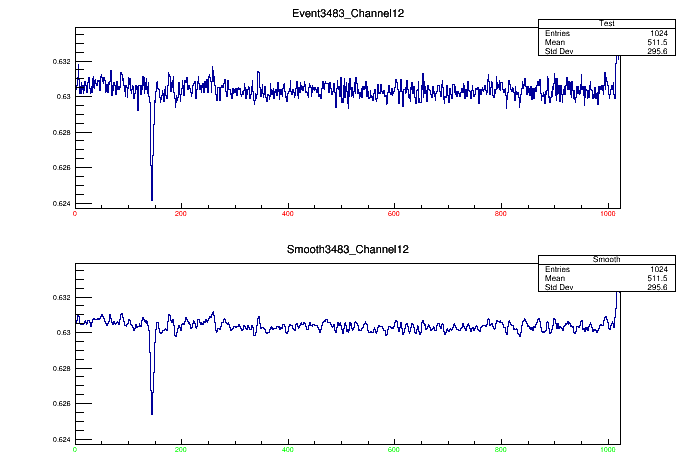 Event3483_Channel12
Test
Entries 1024
Mean 511.5
Std Dev 295.6
0.632
0.63
0.628
0.626
0.624
0 200 400 600 800 1000
Smooth3483_Channel12
Smooth
Entries 1024
Mean 511.5
Std Dev 295.6
0.632
0.63
0.628
0.626
0.624
0 200 400 600 800 1000